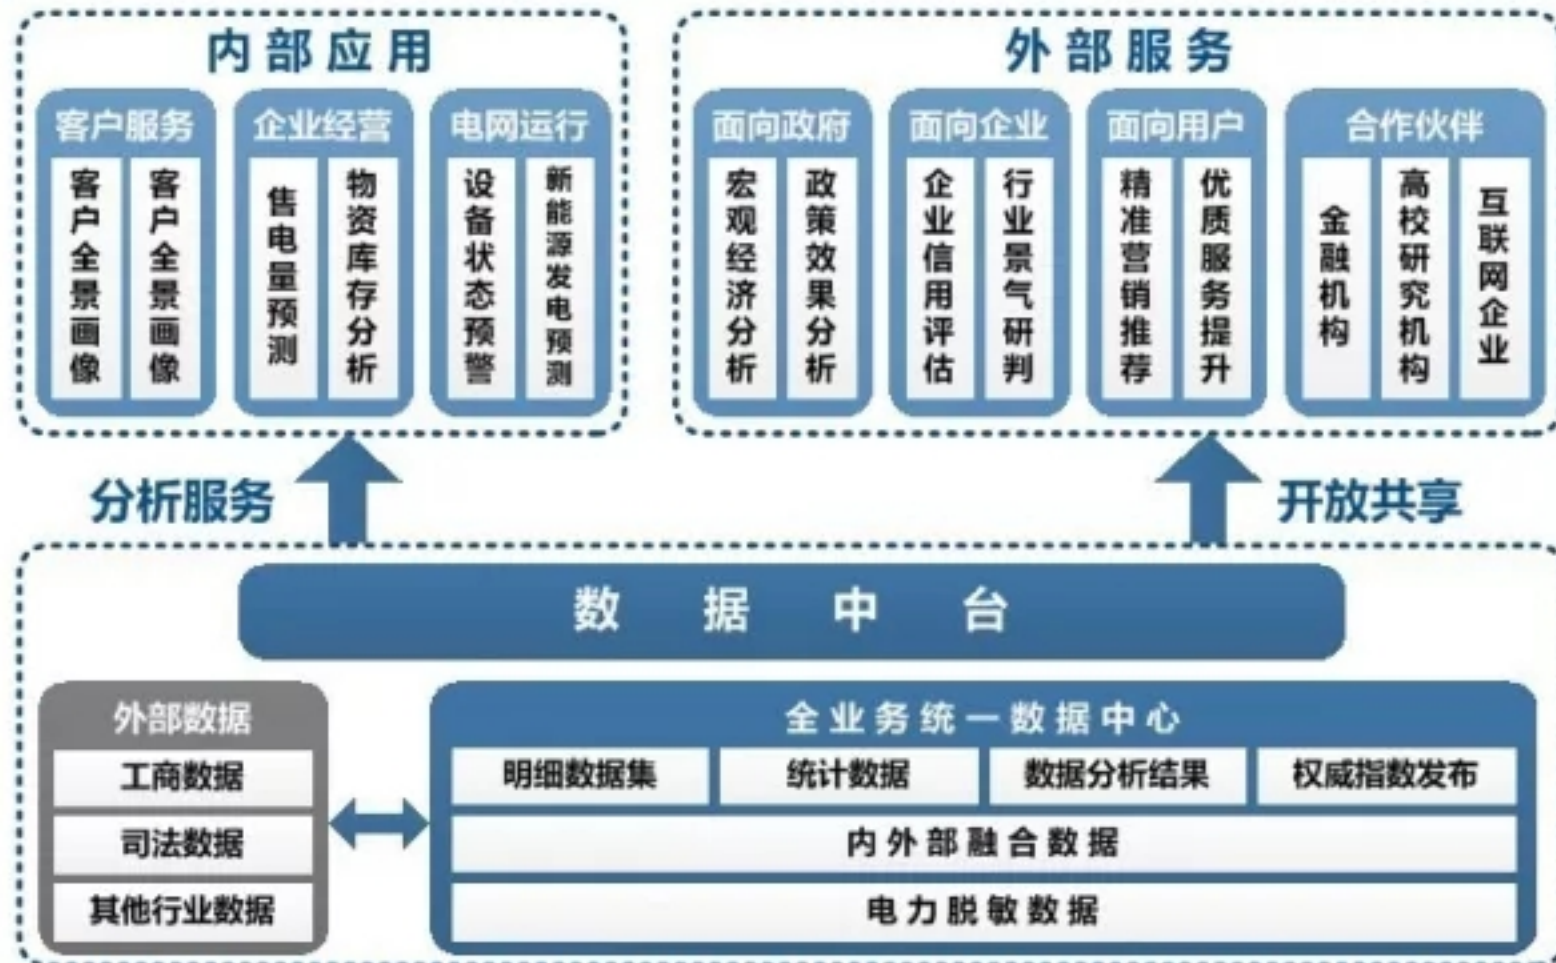 内部应用
客户服务
客户全景画像
客户全景画像
企业经营
售电量预测
物资库存分析
电网运行
设备状态预警
新能源发电预测
外部服务
面向政府
宏观经济分析
政策效果分析
面向企业
企业信用评估
行业景气研判
面向用户
精准营销推荐
优质服务提升
合作伙伴
金融机构
高校研究机构
互联网企业
分析服务
开放共享
数据中台
外部数据
工商数据
司法数据
其他行业数据
全业务统一数据中心
明细数据集
统计数据
数据分析结果
权威指数发布
内外部融合数据
电力脱敏数据